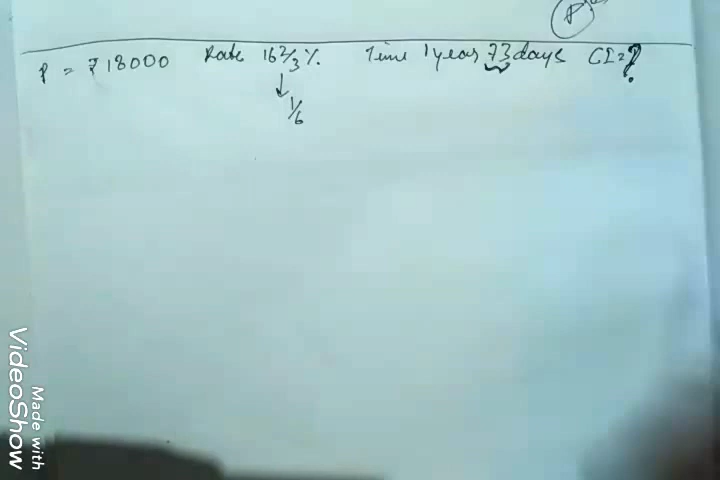 P
P = ₹18000 Rate 16 2/3 % Time 1 year 73 days CI = ?
1/6
Made with
VideoShow